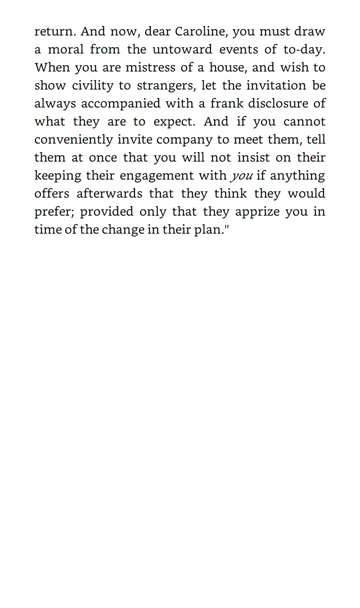 return. And now, dear Caroline, you must draw
a moral from the untoward events of to-day.
When you are mistress of a house, and wish to
show civility to strangers, let the invitation be
always accompanied with a frank disclosure of
what they are to expect. And if you cannot
conveniently invite company to meet them, tell
them at once that you will not insist on their
keeping their engagement with you if anything
offers afterwards that they think they would
prefer; provided only that they apprize you in
time of the change in their plan."